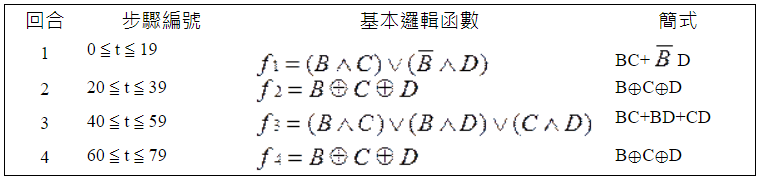 回合 步驟編號 基本邏輯函數 簡式
1 0≦t≦19 f1 = (B∧C)∨(B̅∧D) BC+ B̅ D
2 20≦t≦39 f2 = B⊕C⊕D B⊕C⊕D
3 40≦t≦59 f3 = (B∧C)∨(B∧D)∨(C∧D) BC+BD+CD
4 60≦t≦79 f4 = B⊕C⊕D B⊕C⊕D